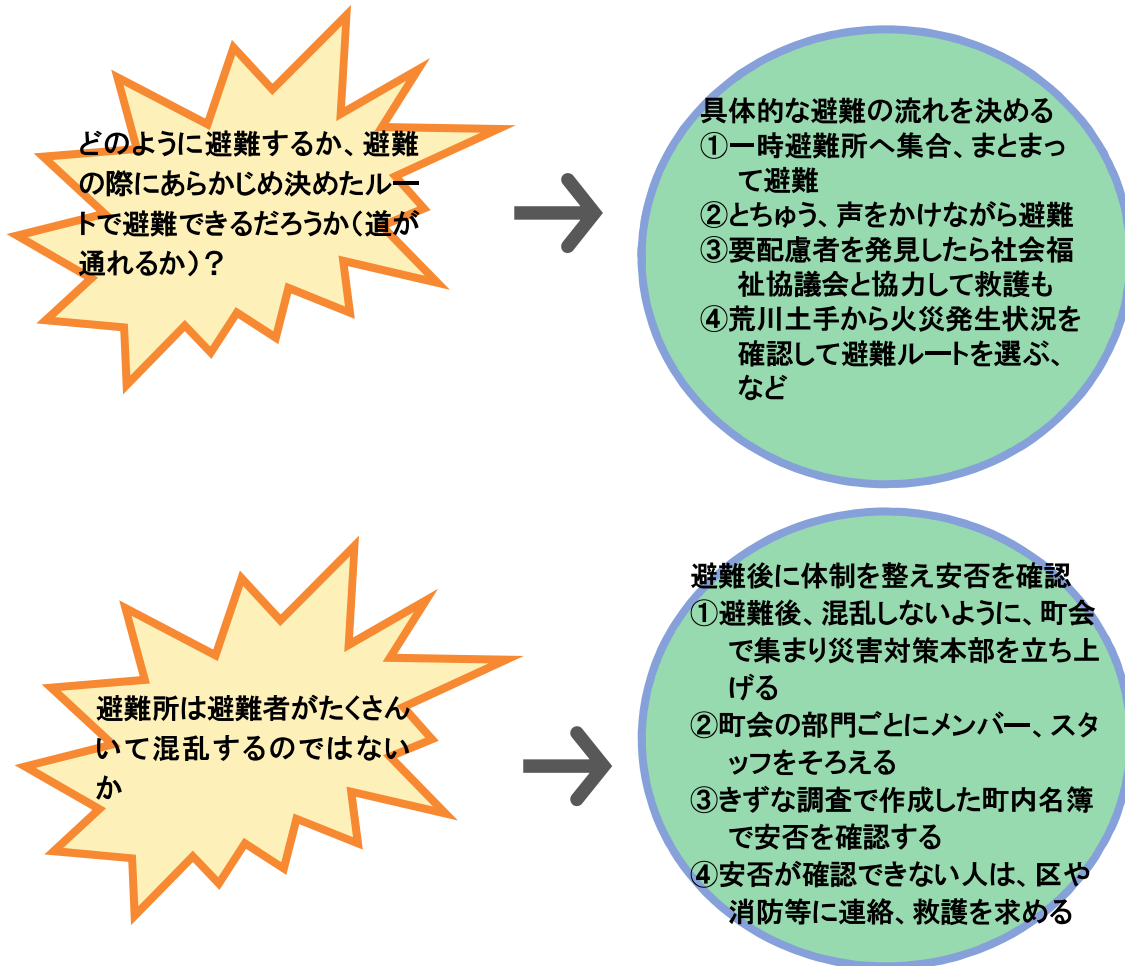 どのように避難するか、避難
の際にあらかじめ決めたルー
トで避難できるだろうか（道が
通れるか）？
具体的な避難の流れを決める
①一時避難所へ集合、まとまっ
て避難
②とちゅう、声をかけながら避難
③要配慮者を発見したら社会福
祉協議会と協力して救護も
④荒川土手から火災発生状況を
確認して避難ルートを選ぶ、
など
避難所は避難者がたくさん
いて混乱するのではない
か
避難後に体制を整え安否を確認
①避難後、混乱しないように、町会
で集まり災害対策本部を立ち上
げる
②町会の部門ごとにメンバー、スタ
ッフをそろえる
③きずな調査で作成した町内名簿
で安否を確認する
④安否が確認できない人は、区や
消防等に連絡、救護を求める